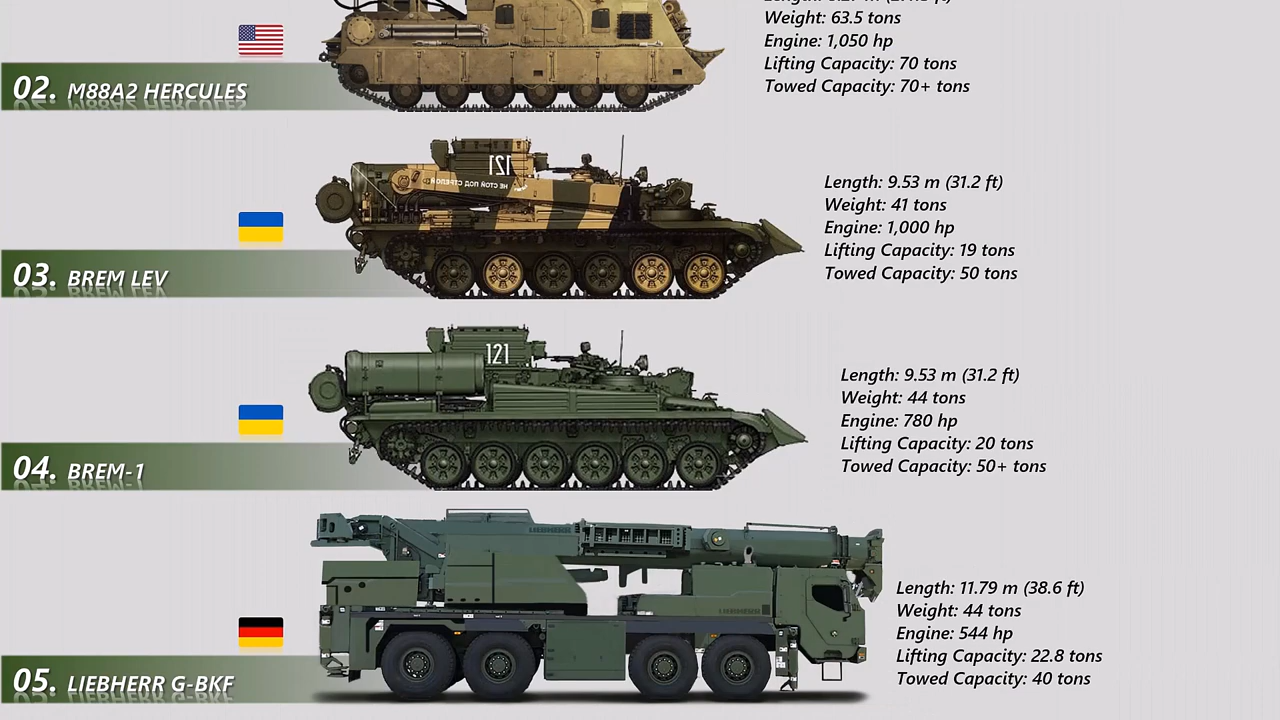 Weight: 63.5 tons
Engine: 1,050 hp
Lifting Capacity: 70 tons
Towed Capacity: 70+ tons
02. M88A2 HERCULES
121
НЕ СТОЙ ПОД СТРЕЛОЙ
Length: 9.53 m (31.2 ft)
Weight: 41 tons
Engine: 1,000 hp
Lifting Capacity: 19 tons
Towed Capacity: 50 tons
03. BREM LEV
121
Length: 9.53 m (31.2 ft)
Weight: 44 tons
Engine: 780 hp
Lifting Capacity: 20 tons
Towed Capacity: 50+ tons
04. BREM-1
LIEBHERR
LIEBHERR
Length: 11.79 m (38.6 ft)
Weight: 44 tons
Engine: 544 hp
Lifting Capacity: 22.8 tons
Towed Capacity: 40 tons
05. LIEBHERR G-BKF